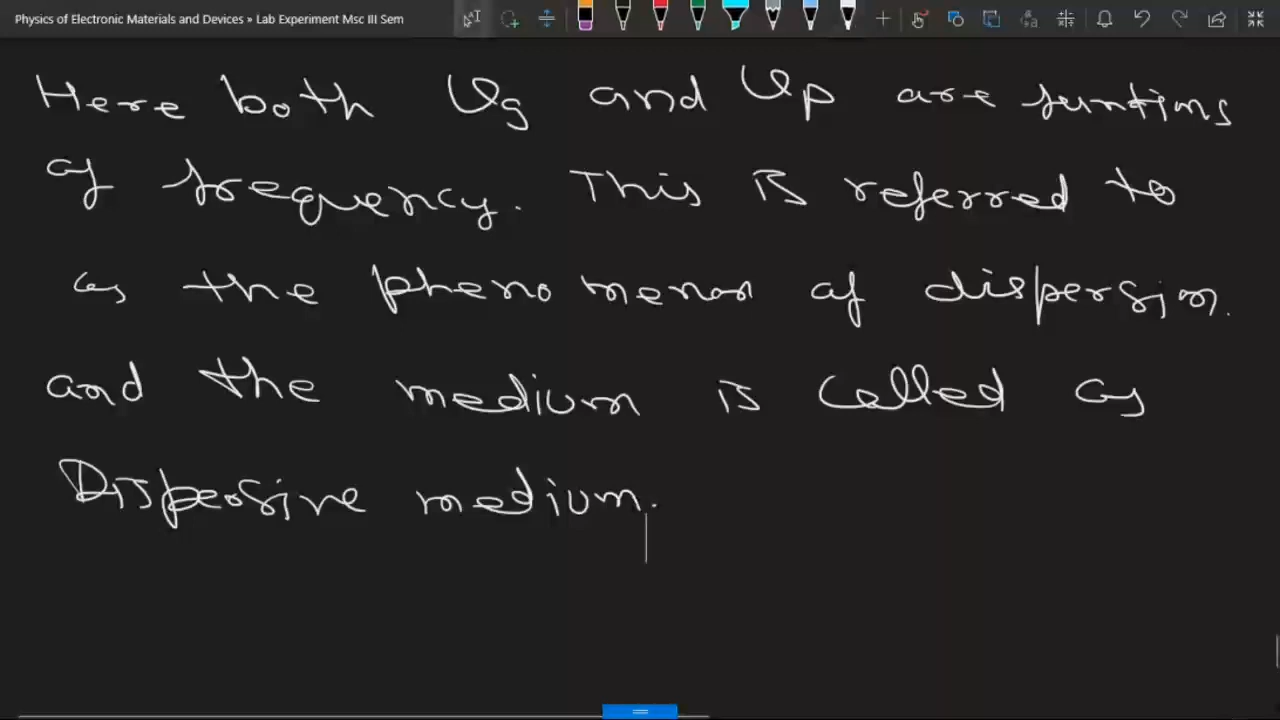 Physics of Electronic Materials and Devices » Lab Experiment Msc III Sem
Here both Vg and Vp are funtions
of frequency. This is referred to
as the phenomenon of dispersion.
and the medium is called as
Dispersive medium.